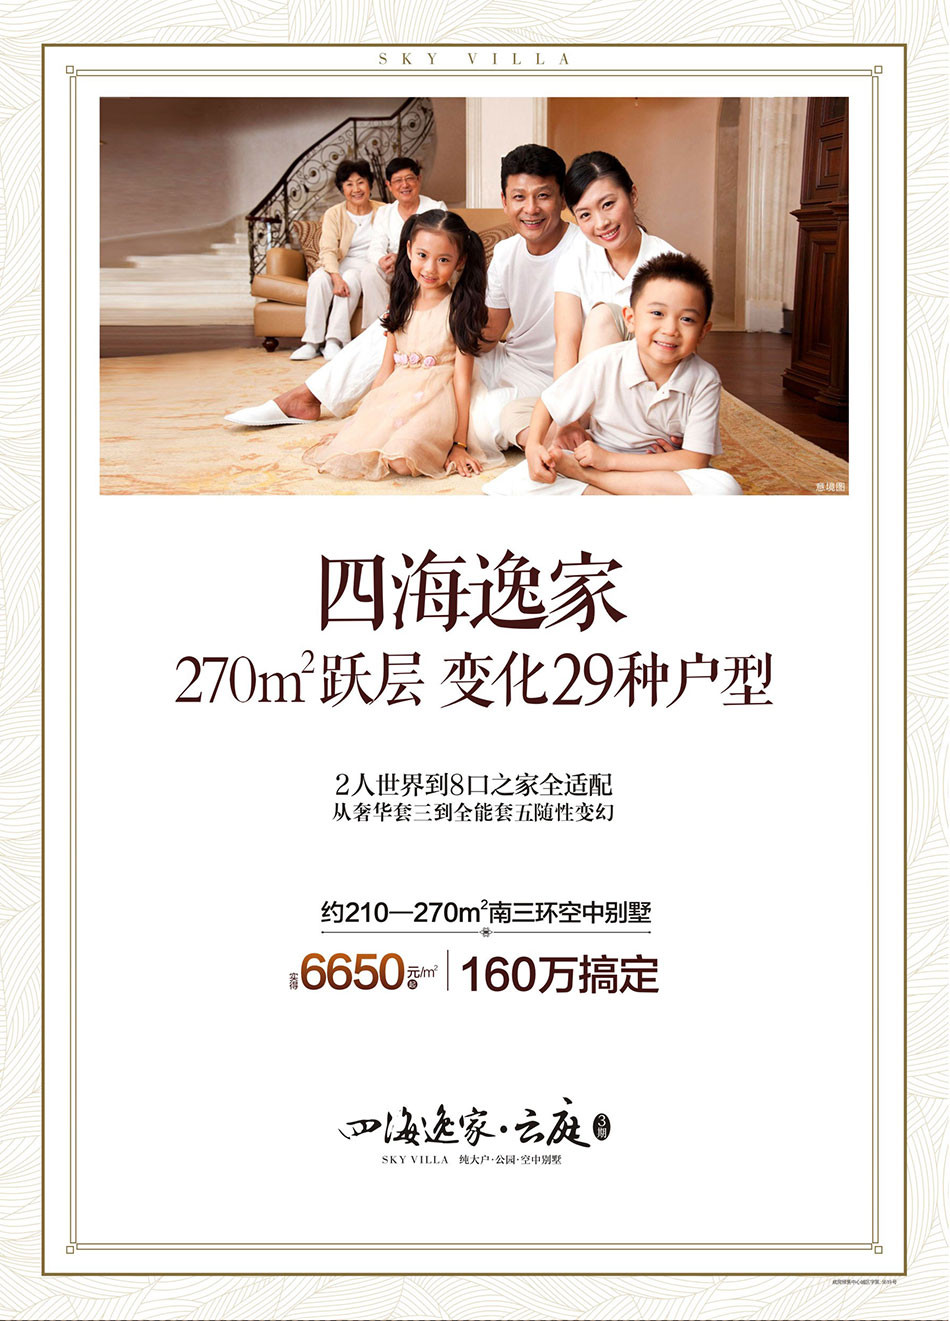 SKY VILLA
意境图
四海逸家
270m²跃层 变化29种户型
2人世界到8口之家全适配
从奢华套三到全能套五随性变幻
约210—270m²南三环空中别墅
实得6650元/m²起 | 160万搞定
四海逸家·云庭 3期
SKY VILLA 纯大户·公园·空中别墅